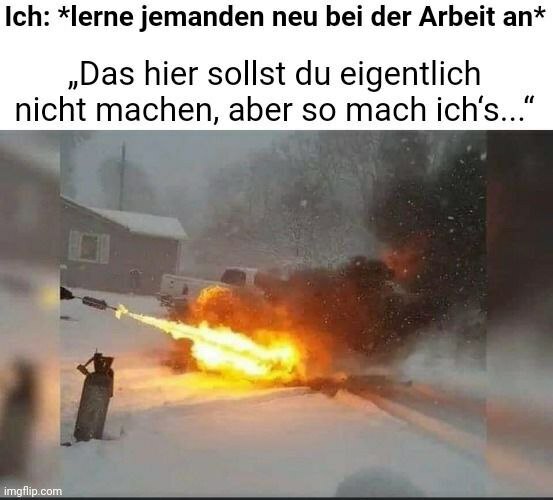 Ich: *lerne jemanden neu bei der Arbeit an*
„Das hier sollst du eigentlich
nicht machen, aber so mach ich‘s...“
imgflip.com